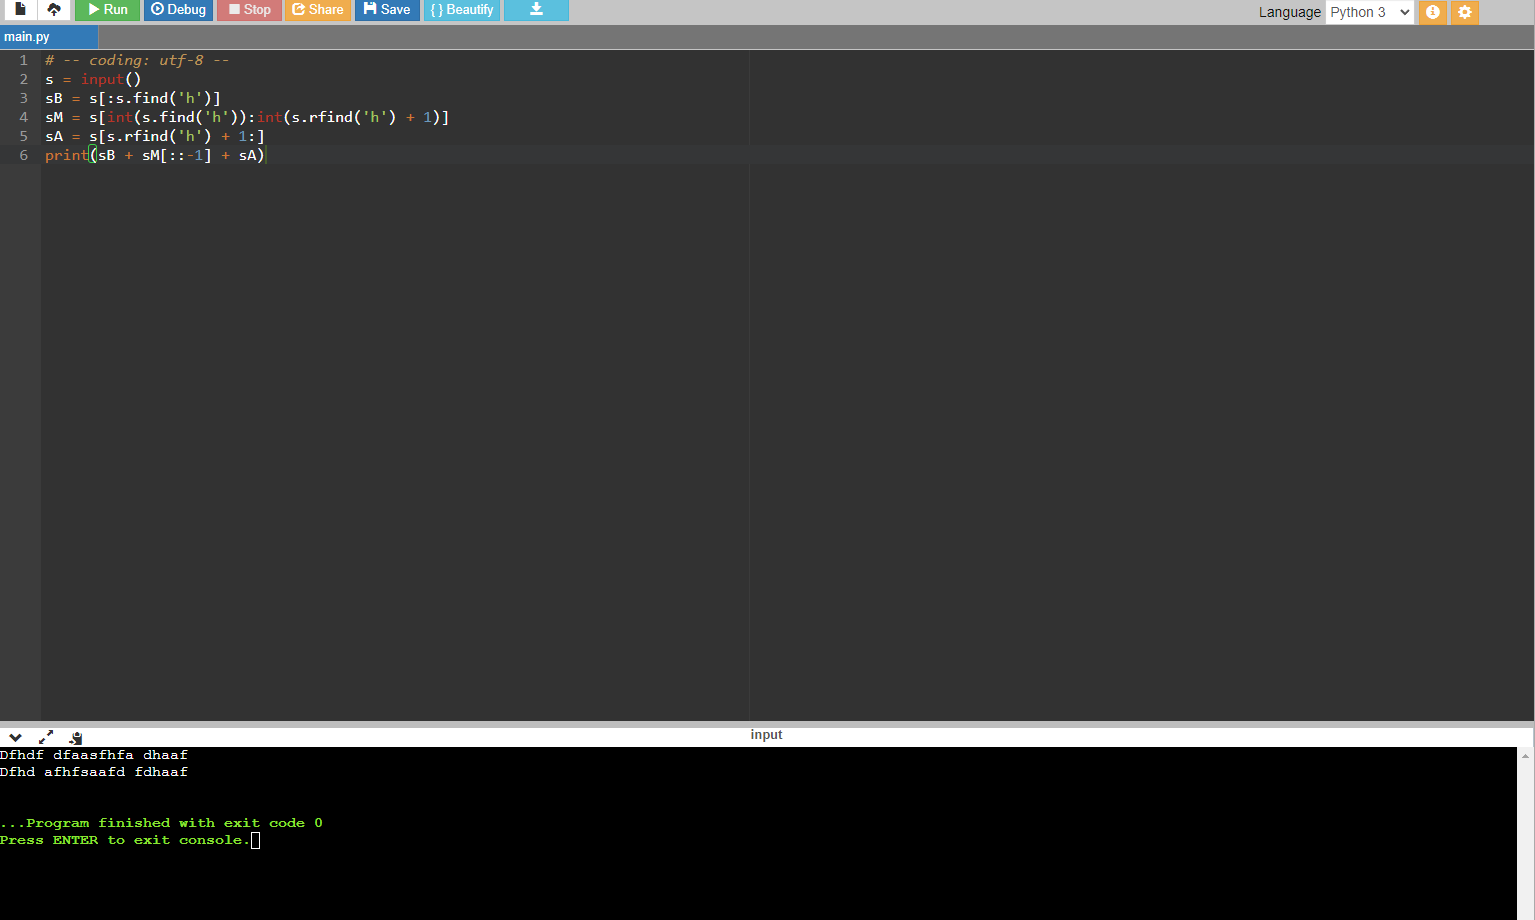 Run Debug Stop Share Save { } Beautify Language Python 3
main.py
1 # -- coding: utf-8 --
2 s = input()
3 sB = s[:s.find('h')]
4 sM = s[int(s.find('h')):int(s.rfind('h') + 1)]
5 sA = s[s.rfind('h') + 1:]
6 print(sB + sM[::-1] + sA)
input
Dfhdf dfaasfhfa dhaaf
Dfhd afhfsaafd fdhaaf
...Program finished with exit code 0
Press ENTER to exit console.